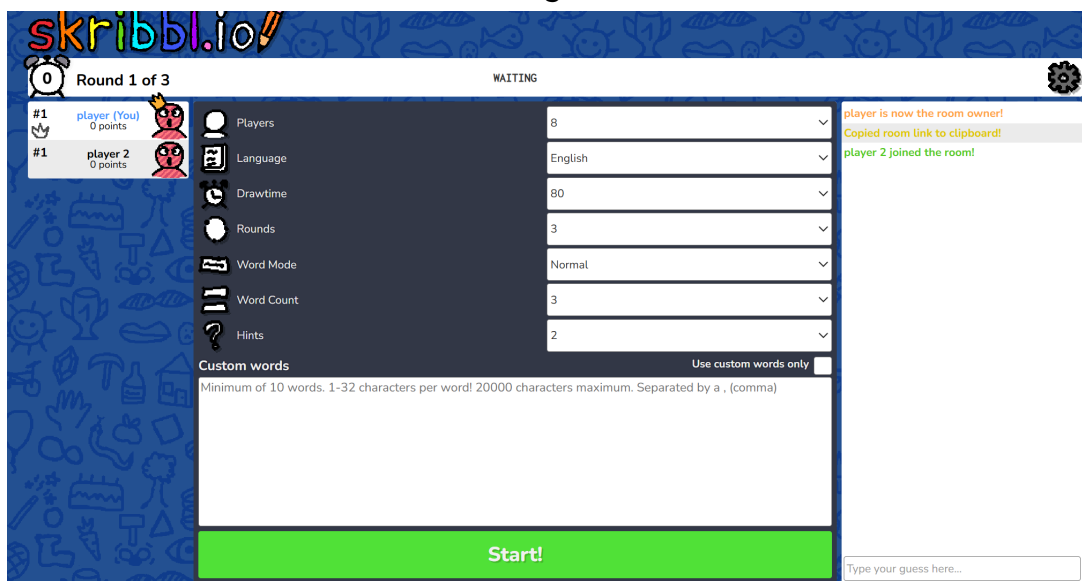 skribbl.io
0
Round 1 of 3
WAITING
#1
player (You)
0 points
#1
player 2
0 points
Players
8
Language
English
Drawtime
80
Rounds
3
Word Mode
Normal
Word Count
3
Hints
2
Custom words
Use custom words only
Minimum of 10 words. 1-32 characters per word! 20000 characters maximum. Separated by a , (comma)
Start!
player is now the room owner!
Copied room link to clipboard!
player 2 joined the room!
Type your guess here...